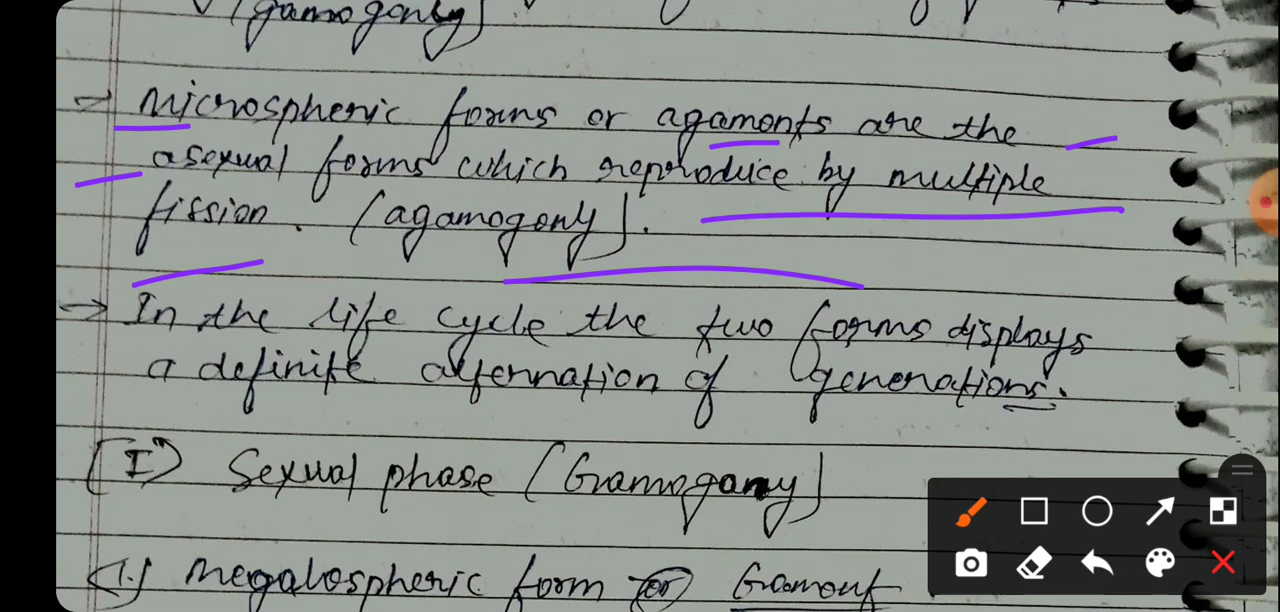 (gamogony)
→ Microspheric forms or agamonts are the
asexual forms which reproduce by multiple
fission. (agamogony).
→ In the life cycle the two forms displays
a definite alternation of generations.
(I) Sexual phase (Gamogony)
(1.) Megalospheric form or Gamont